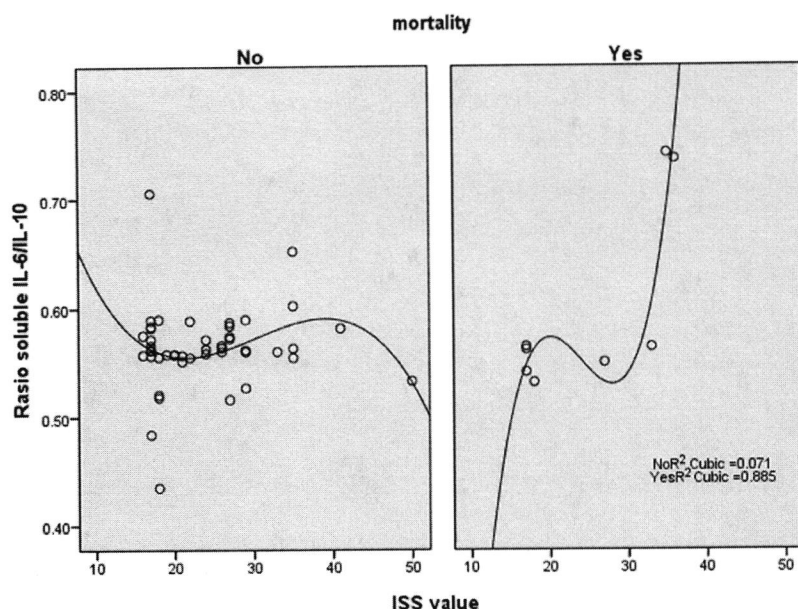 mortality
No Yes
Rasio soluble IL-6/IL-10
0.80
0.70
0.60
0.50
0.40
NoR² Cubic =0.071
YesR² Cubic =0.885
10 20 30 40 50 10 20 30 40 50
ISS value